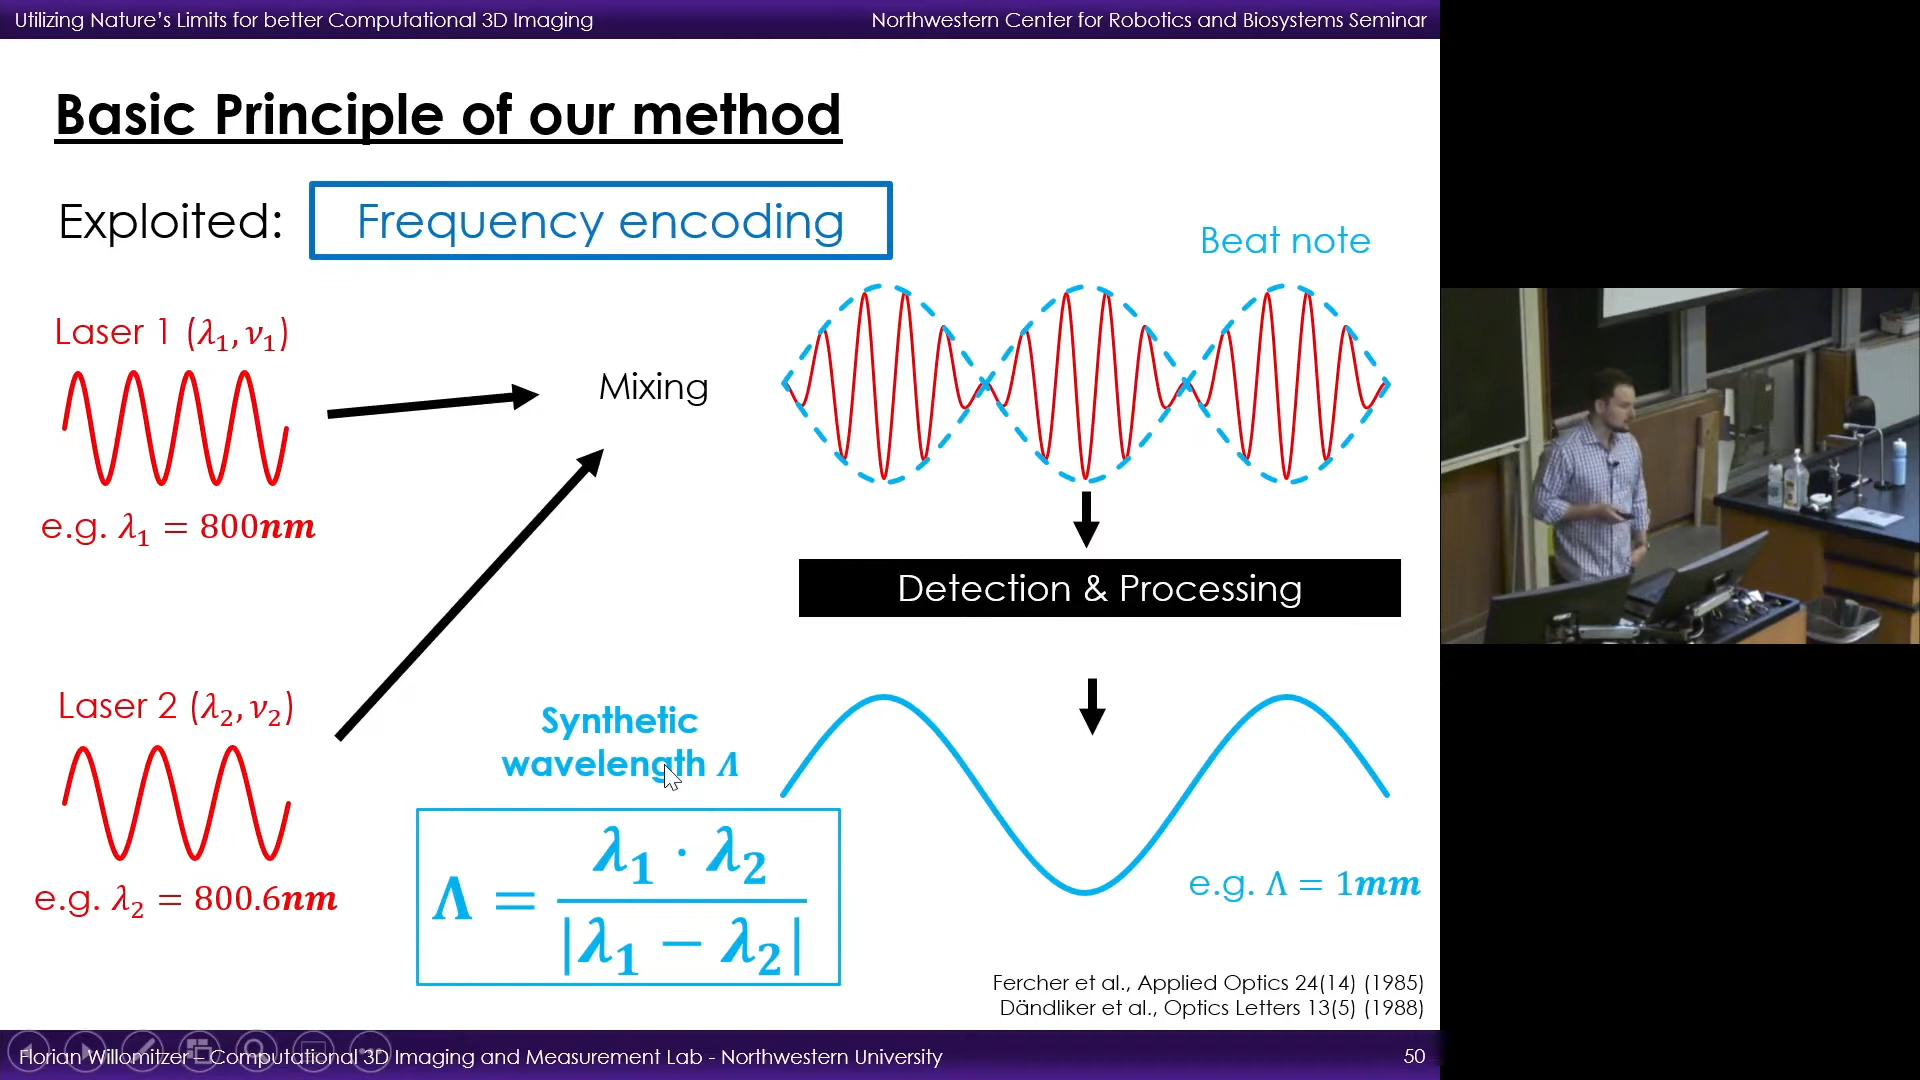 Utilizing Nature's Limits for better Computational 3D Imaging
Northwestern Center for Robotics and Biosystems Seminar
Basic Principle of our method
Exploited:
Frequency encoding
Beat note
Laser 1 (λ₁, ν₁)
Mixing
e.g. λ₁ = 800nm
Detection & Processing
Laser 2 (λ₂, ν₂)
Synthetic
wavelength Λ
e.g. λ₂ = 800.6nm
Λ = λ₁ · λ₂ / |λ₁ − λ₂|
e.g. Λ = 1mm
Fercher et al., Applied Optics 24(14) (1985)
Dändliker et al., Optics Letters 13(5) (1988)
Florian Willomitzer – Computational 3D Imaging and Measurement Lab - Northwestern University
50